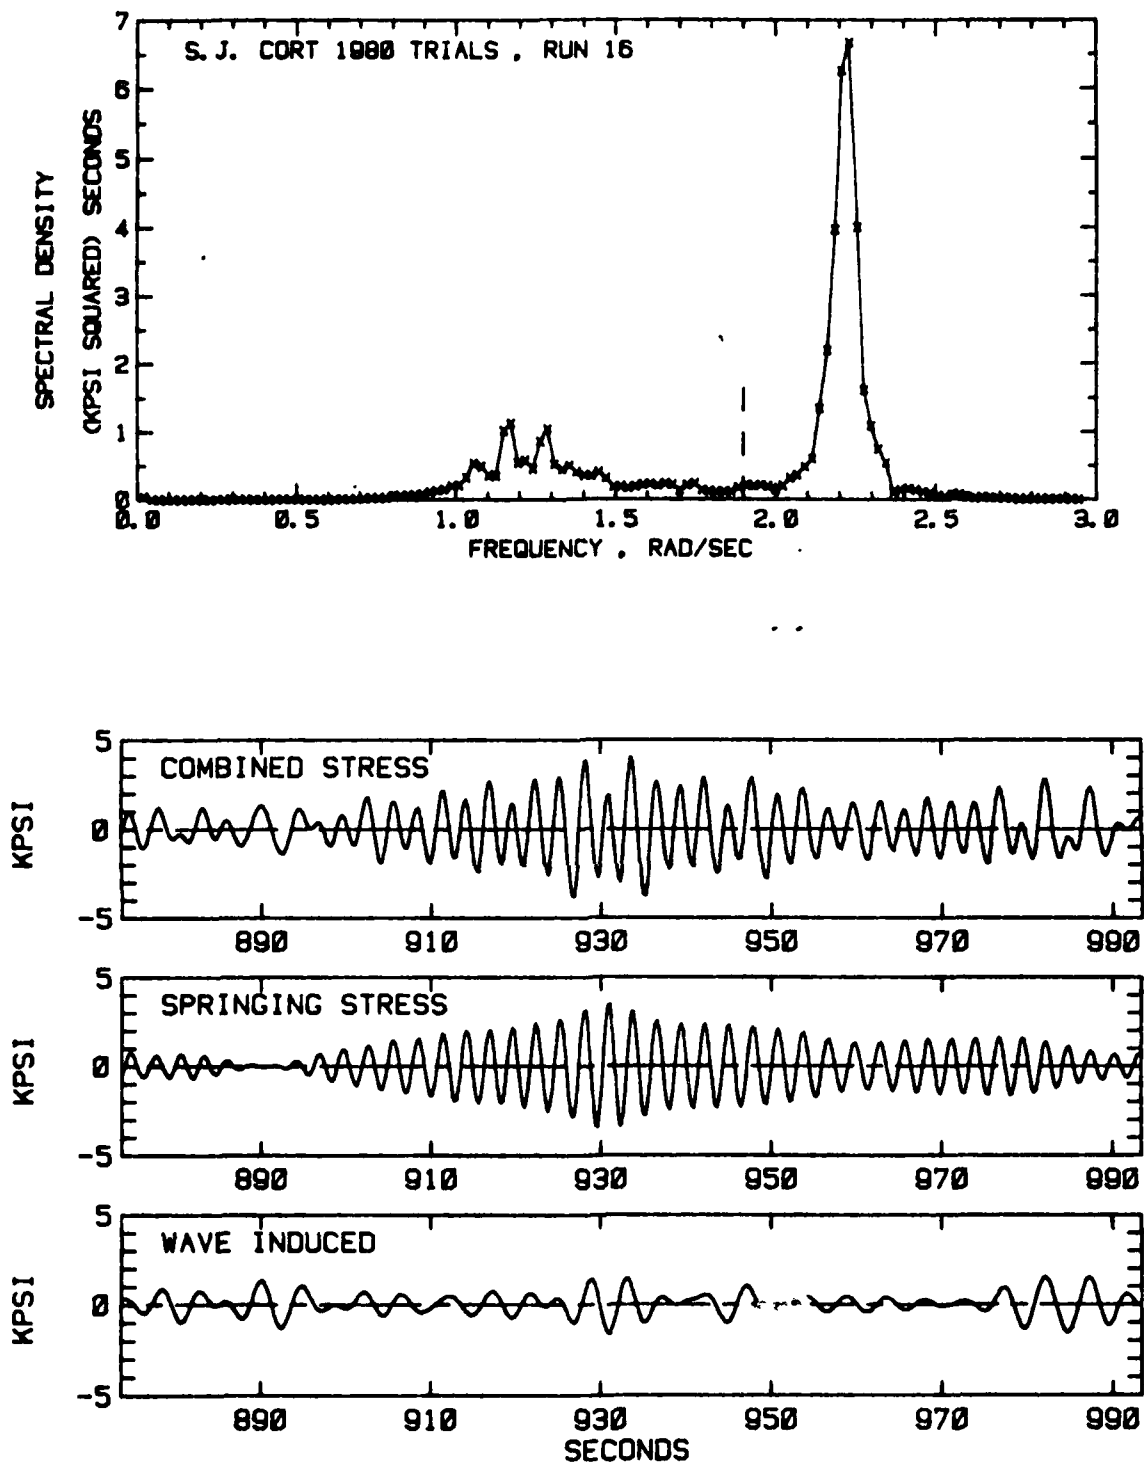 S.J. CORT 1980 TRIALS , RUN 16
SPECTRAL DENSITY
(KPSI SQUARED) SECONDS
7
6
5
4
3
2
1
0
0.0 0.5 1.0 1.5 2.0 2.5 3.0
FREQUENCY , RAD/SEC
COMBINED STRESS
KPSI
5
0
-5
890 910 930 950 970 990
SPRINGING STRESS
KPSI
5
0
-5
890 910 930 950 970 990
WAVE INDUCED
KPSI
5
0
-5
890 910 930 950 970 990
SECONDS